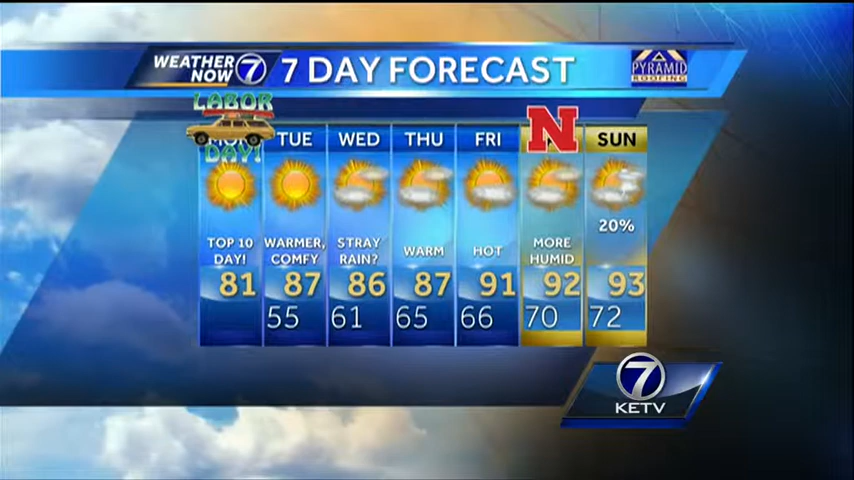 WEATHER
NOW 7
7 DAY FORECAST
PYRAMID
ROOFING
LABOR
DAY!
MON TUE WED THU FRI N SUN
20%
TOP 10 DAY!
WARMER, COMFY
STRAY RAIN?
WARM
HOT
MORE HUMID
81 87 86 87 91 92 93
55 61 65 66 70 72
7
KETV